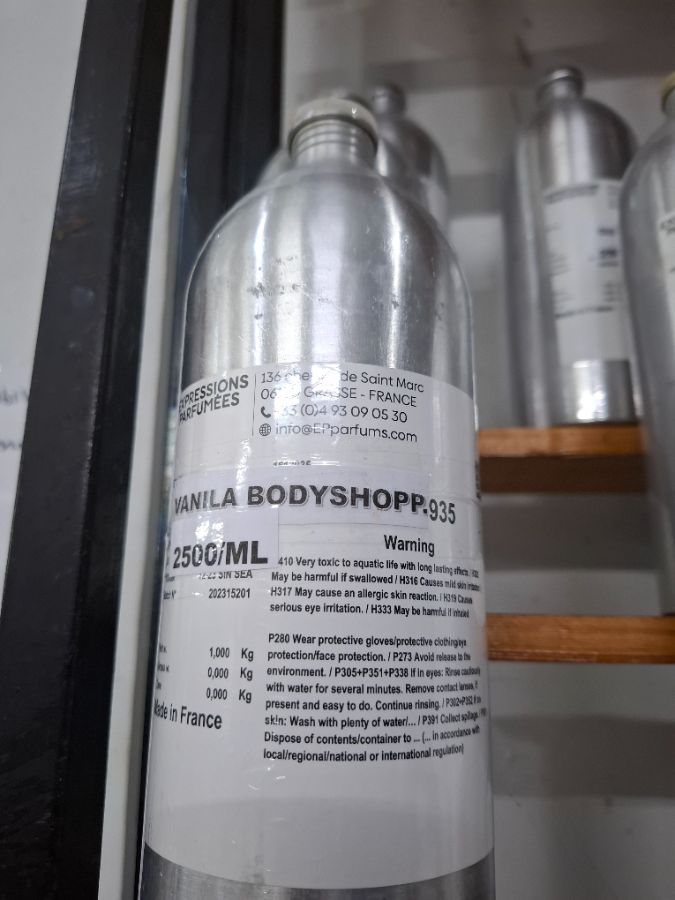 EXPRESSIONS
PARFUMÉES
136 de Saint Marc
GRASSE - FRANCE
(0)4 93 09 05 30
info@EPparfums.com
VANILA BODYSHOPP.935
2500/ML
SIN SEA
202315201
1,000 Kg
0,000 Kg
0,000 Kg
Made in France
Warning
410 Very toxic to aquatic life with long lasting effects. /
May be harmful if swallowed / H316 Causes mild skin irritation
H317 May cause an allergic skin reaction. / H319 Causes
serious eye irritation. / H333 May be harmful if inhaled
P280 Wear protective gloves/protective clothing/eye
protection/face protection. / P273 Avoid release to the
environment. / P305+P351+P338 If in eyes: Rinse cautiously
with water for several minutes. Remove contact lenses, if
present and easy to do. Continue rinsing. / P302+P352 If on
skin: Wash with plenty of water/... / P391 Collect spillage. /
Dispose of contents/container to ... (... in accordance with
local/regional/national or international regulation)